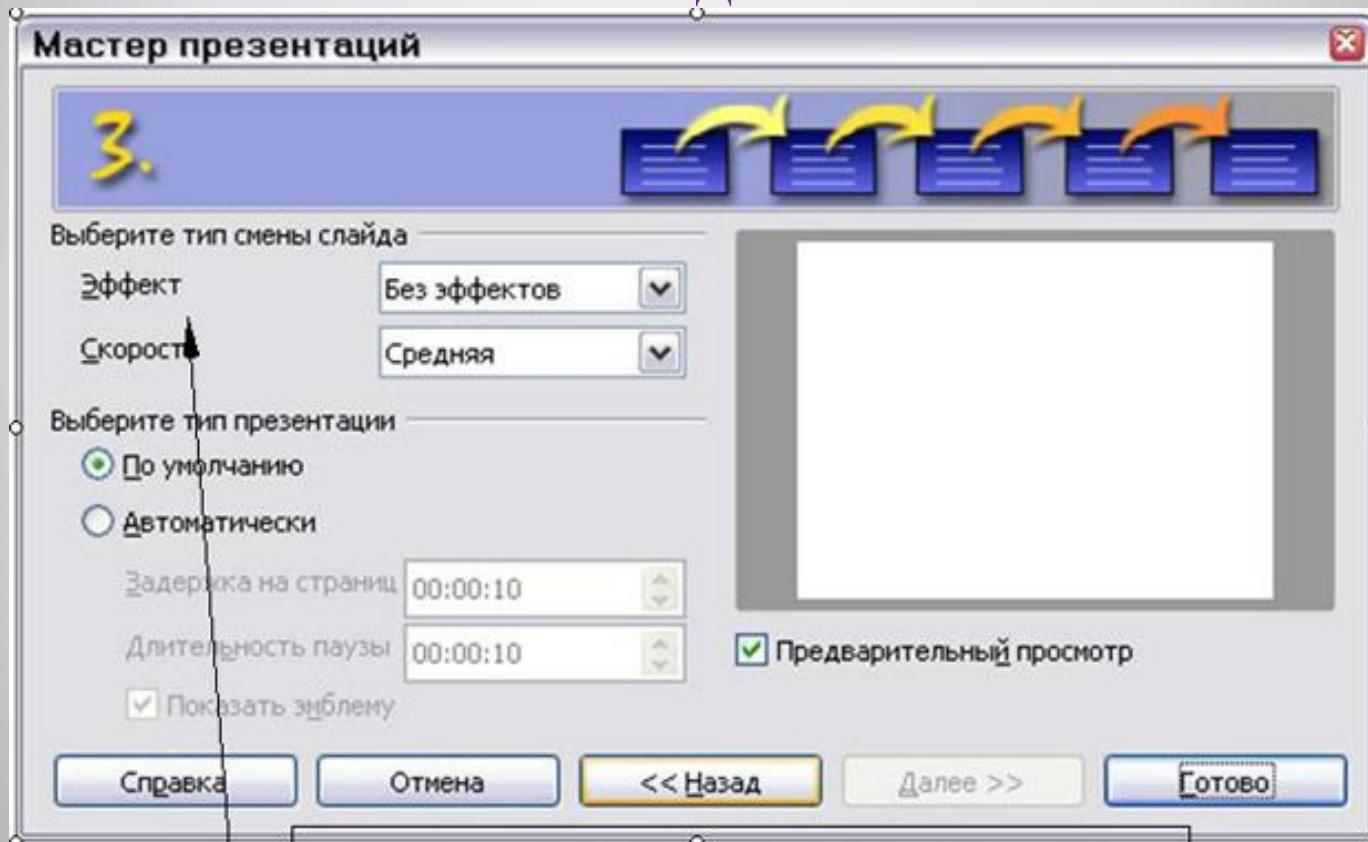 Мастер презентаций
3.
Выберите тип смены слайда
Эффект
Без эффектов
Скорост
Средняя
Выберите тип презентации
По умолчанию
Автоматически
Задержка на страниц
00:00:10
Длительность паузы
00:00:10
Показать эмблему
Предварительный просмотр
Справка
Отмена
<< Назад
Далее >>
Готово